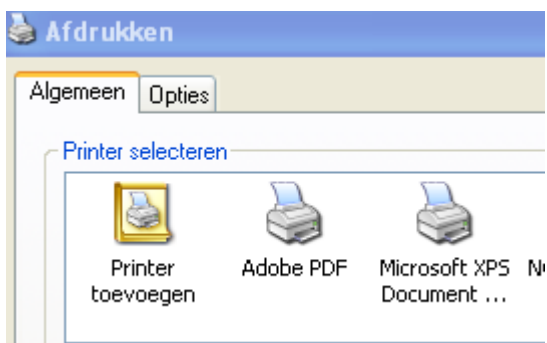 Afdrukken
Algemeen Opties
Printer selecteren
Printer Adobe PDF Microsoft XPS
toevoegen Document ...